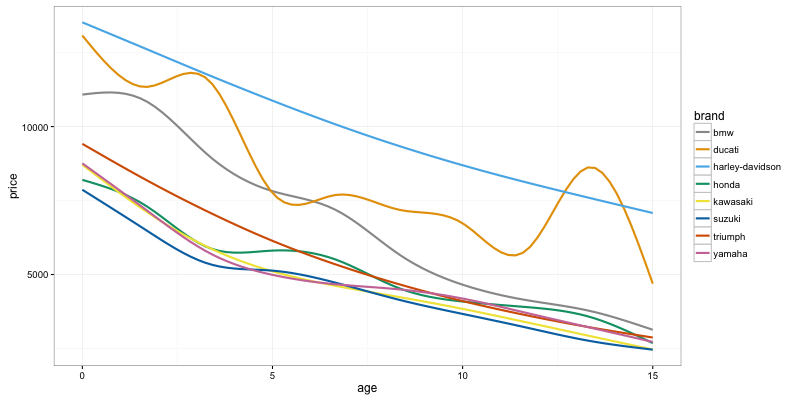 price
10000
5000
0
5
10
15
age
brand
bmw
ducati
harley-davidson
honda
kawasaki
suzuki
triumph
yamaha